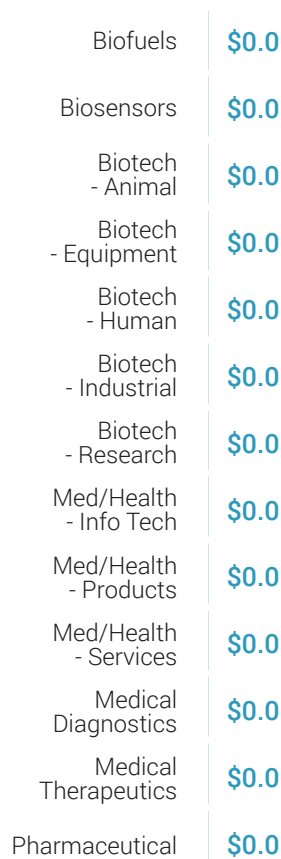 Biofuels $0.0
Biosensors $0.0
Biotech
- Animal $0.0
Biotech
- Equipment $0.0
Biotech
- Human $0.0
Biotech
- Industrial $0.0
Biotech
- Research $0.0
Med/Health
- Info Tech $0.0
Med/Health
- Products $0.0
Med/Health
- Services $0.0
Medical
Diagnostics $0.0
Medical
Therapeutics $0.0
Pharmaceutical $0.0